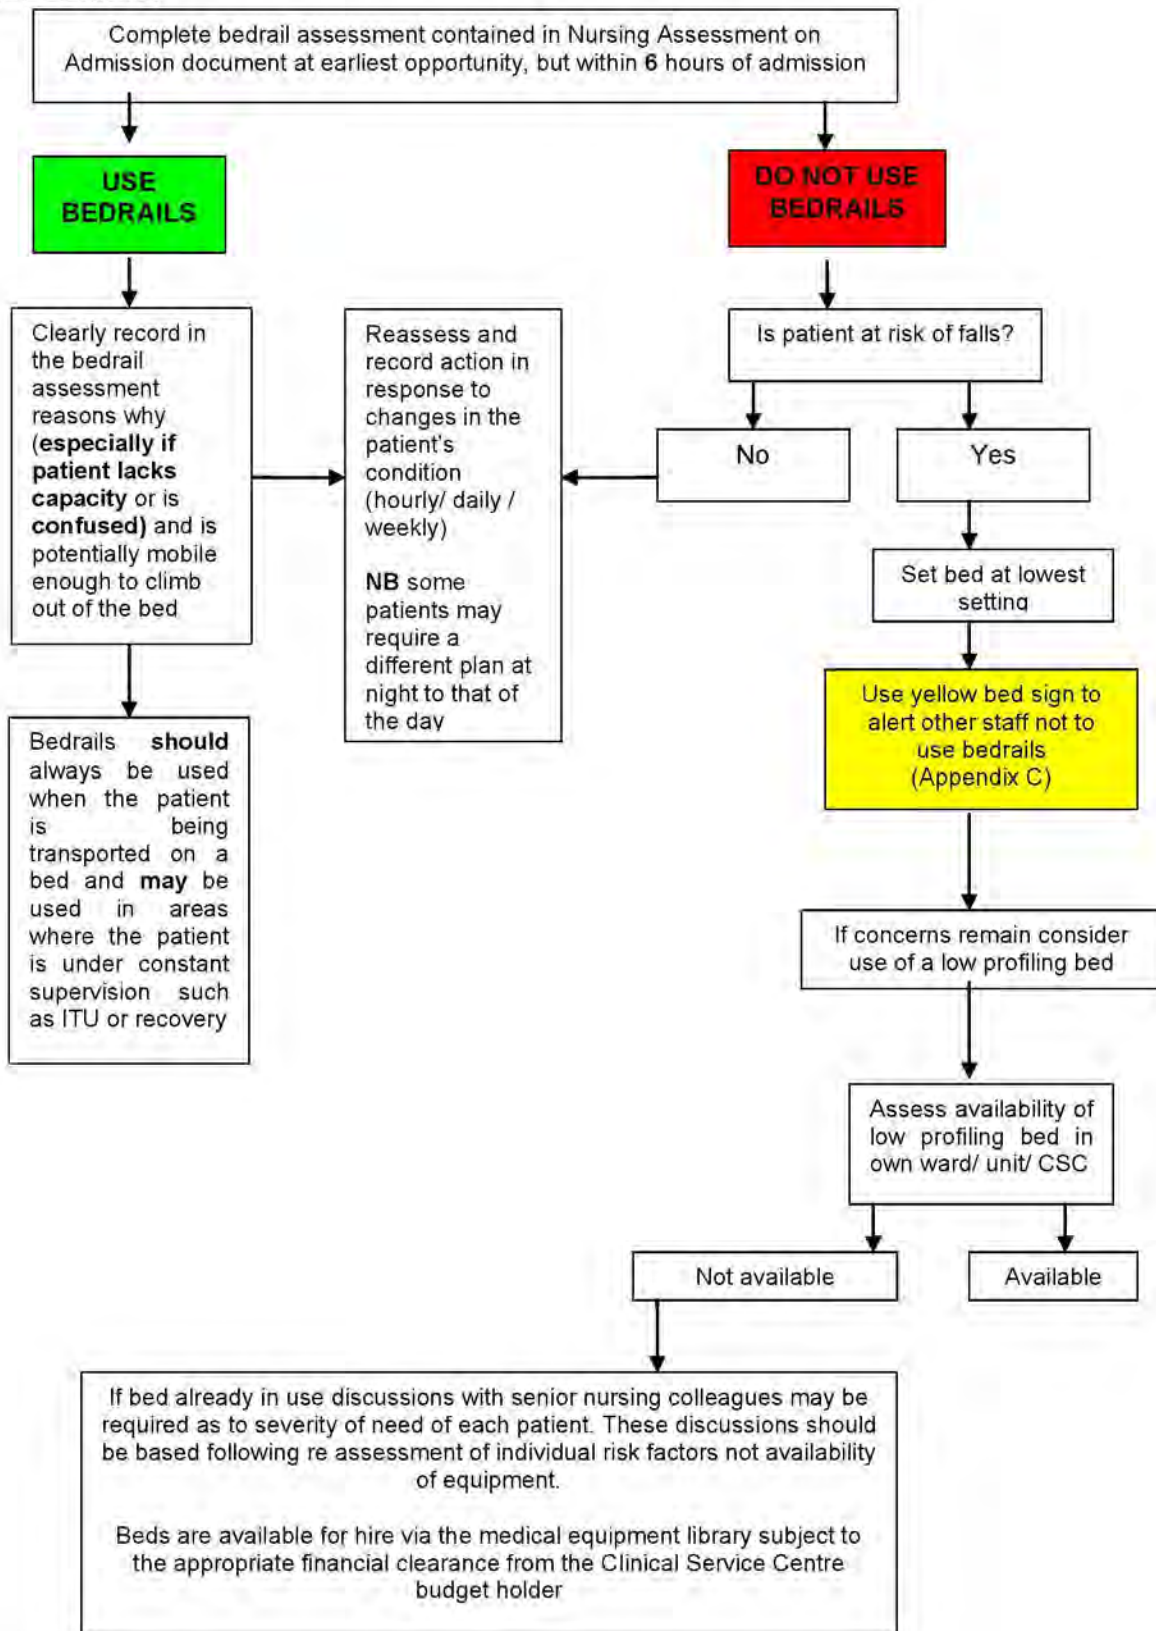 Complete bedrail assessment contained in Nursing Assessment on
Admission document at earliest opportunity, but within 6 hours of admission
USE
BEDRAILS
DO NOT USE
BEDRAILS
Clearly record in
the bedrail
assessment
reasons why
(especially if
patient lacks
capacity or is
confused) and is
potentially mobile
enough to climb
out of the bed
Reassess and
record action in
response to
changes in the
patient's
condition
(hourly/ daily /
weekly)
NB some
patients may
require a
different plan at
night to that of
the day
Is patient at risk of falls?
No
Yes
Set bed at lowest
setting
Use yellow bed sign to
alert other staff not to
use bedrails
(Appendix C)
Bedrails should
always be used
when the patient
is being
transported on a
bed and may be
used in areas
where the patient
is under constant
supervision such
as ITU or recovery
If concerns remain consider
use of a low profiling bed
Assess availability of
low profiling bed in
own ward/ unit/ CSC
Not available
Available
If bed already in use discussions with senior nursing colleagues may be
required as to severity of need of each patient. These discussions should
be based following re assessment of individual risk factors not availability
of equipment.
Beds are available for hire via the medical equipment library subject to
the appropriate financial clearance from the Clinical Service Centre
budget holder